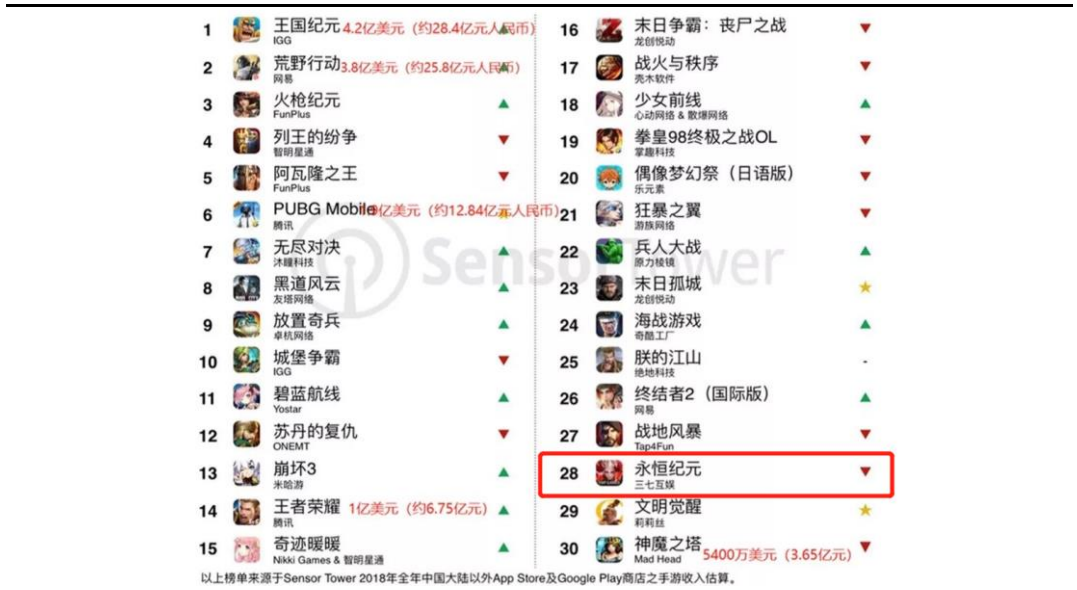 1 王国纪元 4.2亿美元（约28.4亿元人民币）
IGG
2 荒野行动 3.8亿美元（约25.8亿元人民币）
网易
3 火枪纪元
FunPlus
4 列王的纷争
智明星通
5 阿瓦隆之王
FunPlus
6 PUBG Mobile 亿美元（约12.84亿元人民币）
腾讯
7 无尽对决
沐瞳科技
8 黑道风云
友塔网络
9 放置奇兵
卓杭网络
10 城堡争霸
IGG
11 碧蓝航线
Yostar
12 苏丹的复仇
ONEMT
13 崩坏3
米哈游
14 王者荣耀 1亿美元（约6.75亿元）
腾讯
15 奇迹暖暖
Nikki Games & 智明星通
16 末日争霸：丧尸之战
龙创悦动
17 战火与秩序
壳木软件
18 少女前线
心动网络 & 散爆网络
19 拳皇98终极之战OL
掌趣科技
20 偶像梦幻祭（日语版）
乐元素
21 狂暴之翼
游族网络
22 兵人大战
原力棱镜
23 末日孤城
龙创悦动
24 海战游戏
奇酷工厂
25 朕的江山
绝地科技
-
26 终结者2（国际版）
网易
27 战地风暴
Tap4Fun
28 永恒纪元
三七互娱
29 文明觉醒
莉莉丝
30 神魔之塔 5400万美元（3.65亿元）
Mad Head
SensorTower
以上榜单来源于Sensor Tower 2018年全年中国大陆以外App Store及Google Play商店之手游收入估算。